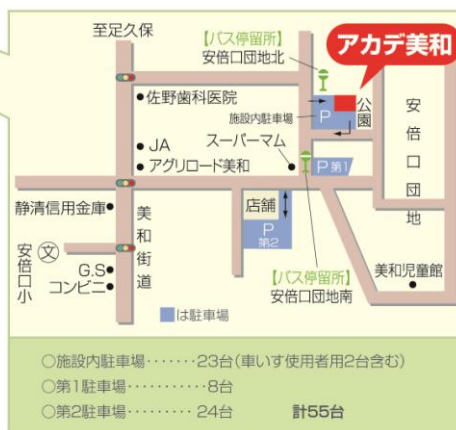 至足久保
【バス停留所】
安倍口団地北
アカデ美和
佐野歯科医院
施設内駐車場
P
公園
安倍口団地
JA
アグリロード美和
スーパーマム
P 第1
静清信用金庫
美和街道
店舗
P
第2
安倍口小
文
G.S
コンビニ
【バス停留所】
安倍口団地南
美和児童館
は駐車場
○施設内駐車場‥‥‥‥23台(車いす使用者用2台含む)
○第1駐車場‥‥‥‥‥‥8台
○第2駐車場‥‥‥‥‥ 24台 計55台